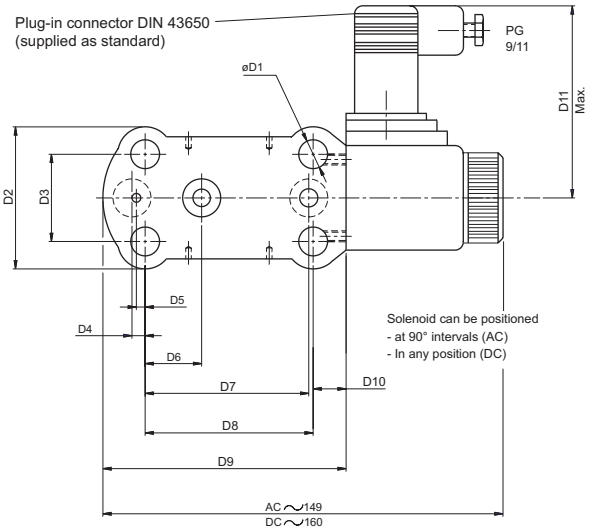 Plug-in connector DIN 43650
(supplied as standard)
PG
9/11
øD1
D11
Max.
D2
D3
D5
D4
D6
Solenoid can be positioned
- at 90° intervals (AC)
- In any position (DC)
D7
D10
D8
D9
AC ~149
DC ~160